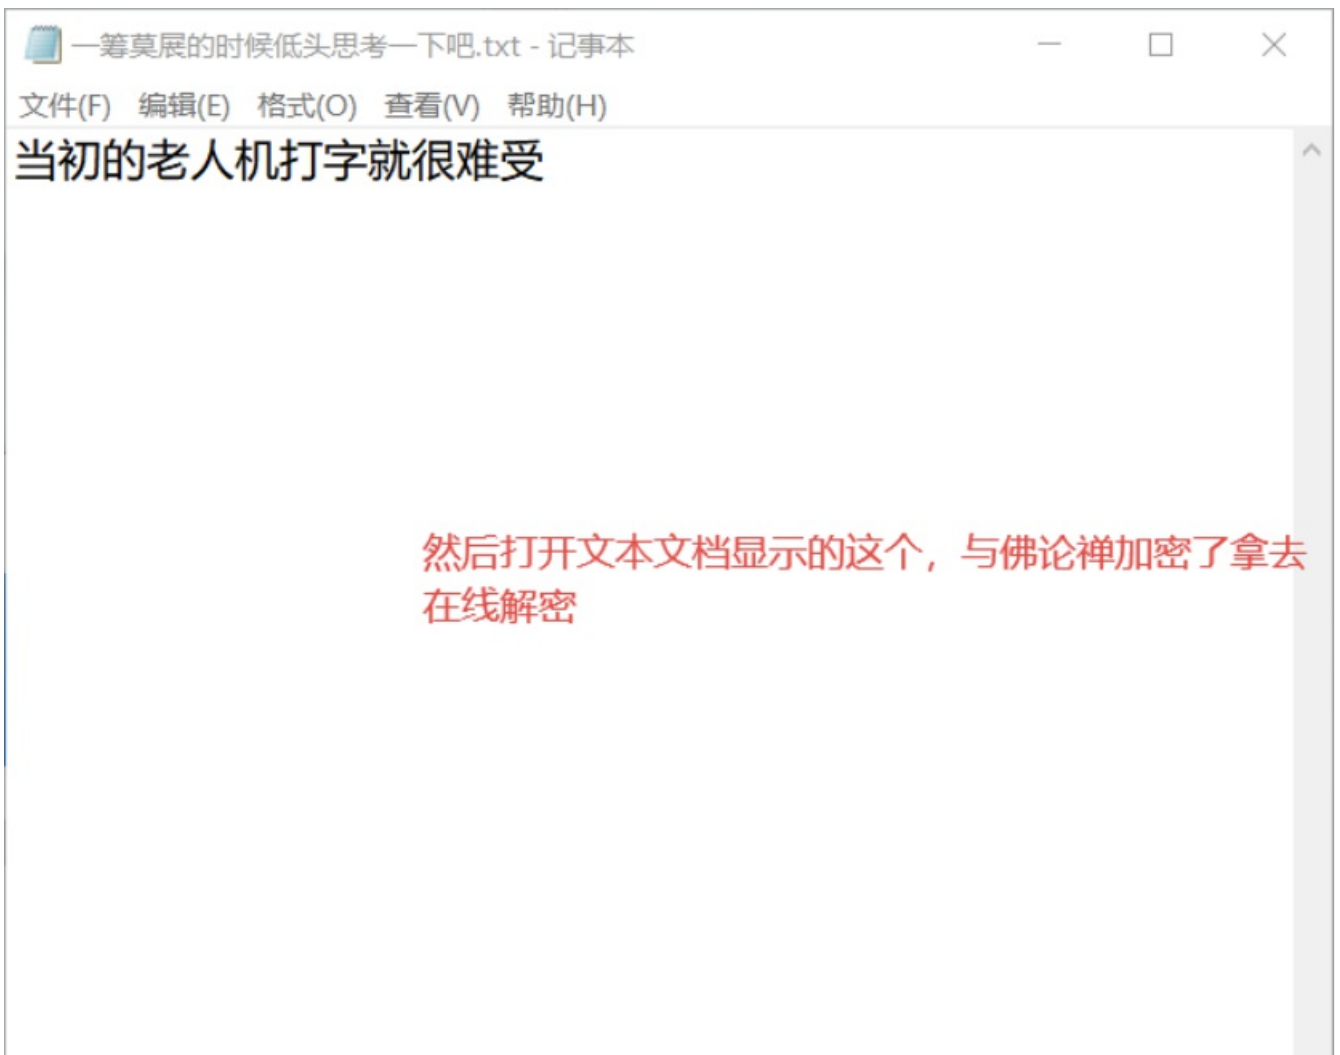 一筹莫展的时候低头思考一下吧.txt - 记事本
文件(F) 编辑(E) 格式(O) 查看(V) 帮助(H)
当初的老人机打字就很难受
然后打开文本文档显示的这个，与佛论禅加密了拿去
在线解密